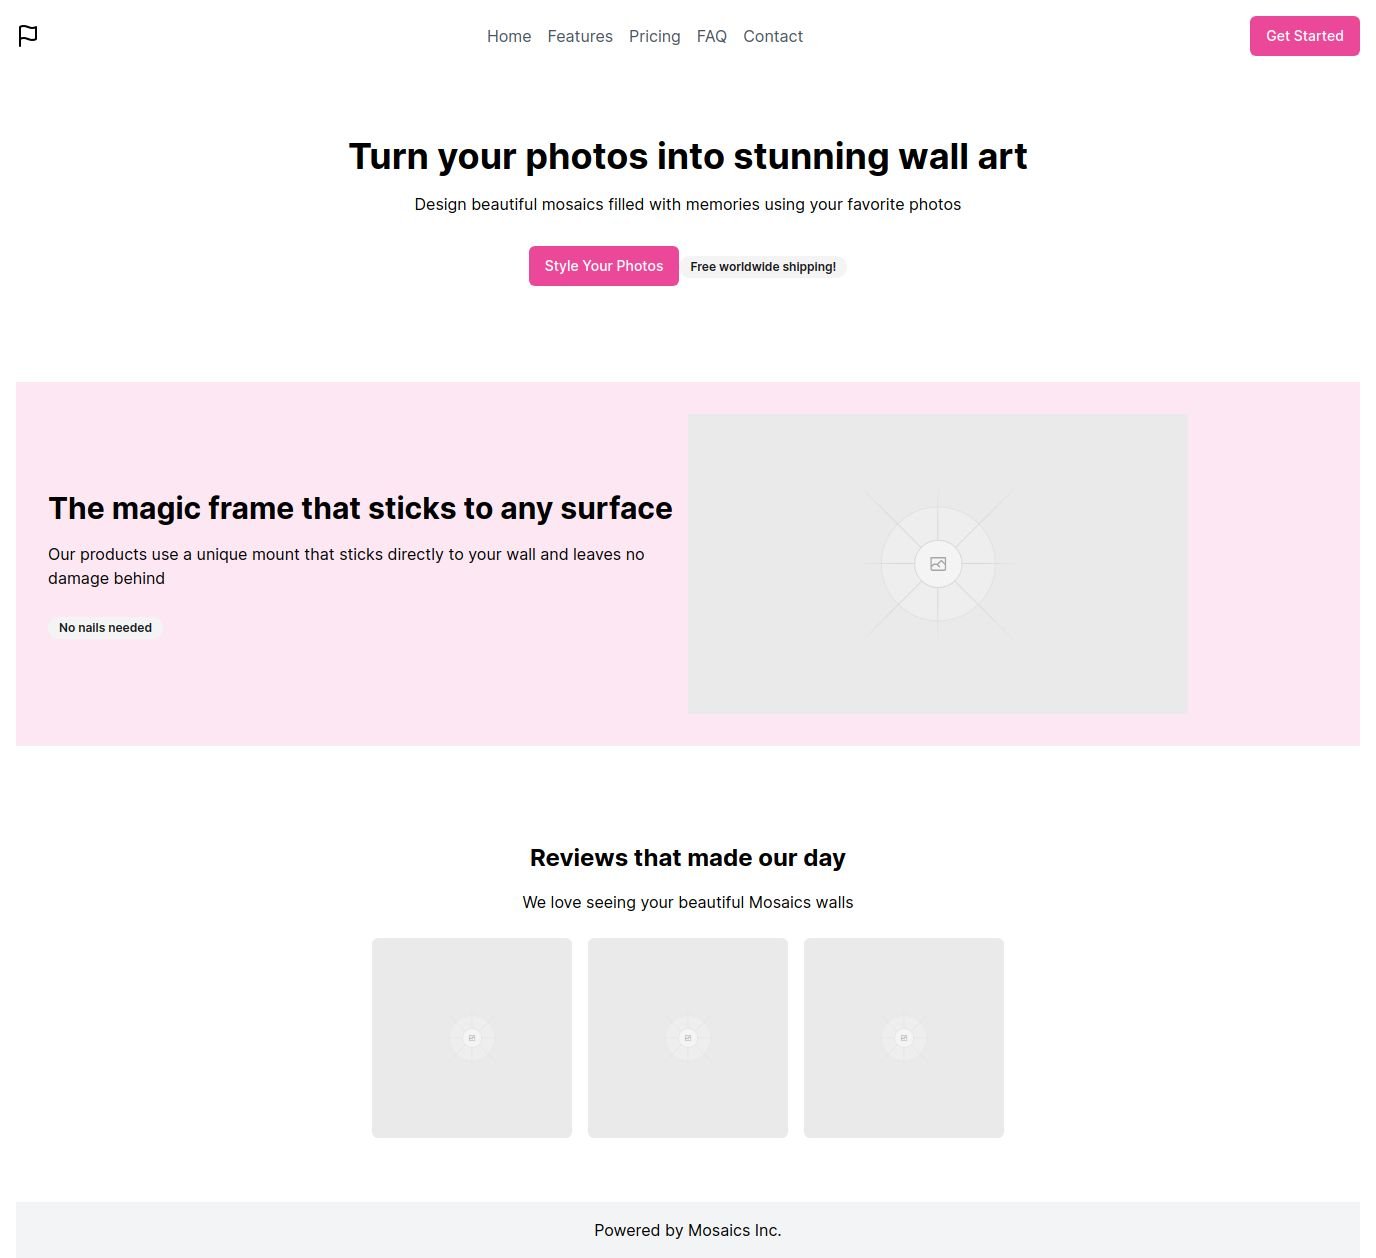 Home Features Pricing FAQ Contact Get Started
Turn your photos into stunning wall art
Design beautiful mosaics filled with memories using your favorite photos
Style Your Photos Free worldwide shipping!
The magic frame that sticks to any surface
Our products use a unique mount that sticks directly to your wall and leaves no
damage behind
No nails needed
Reviews that made our day
We love seeing your beautiful Mosaics walls
Powered by Mosaics Inc.